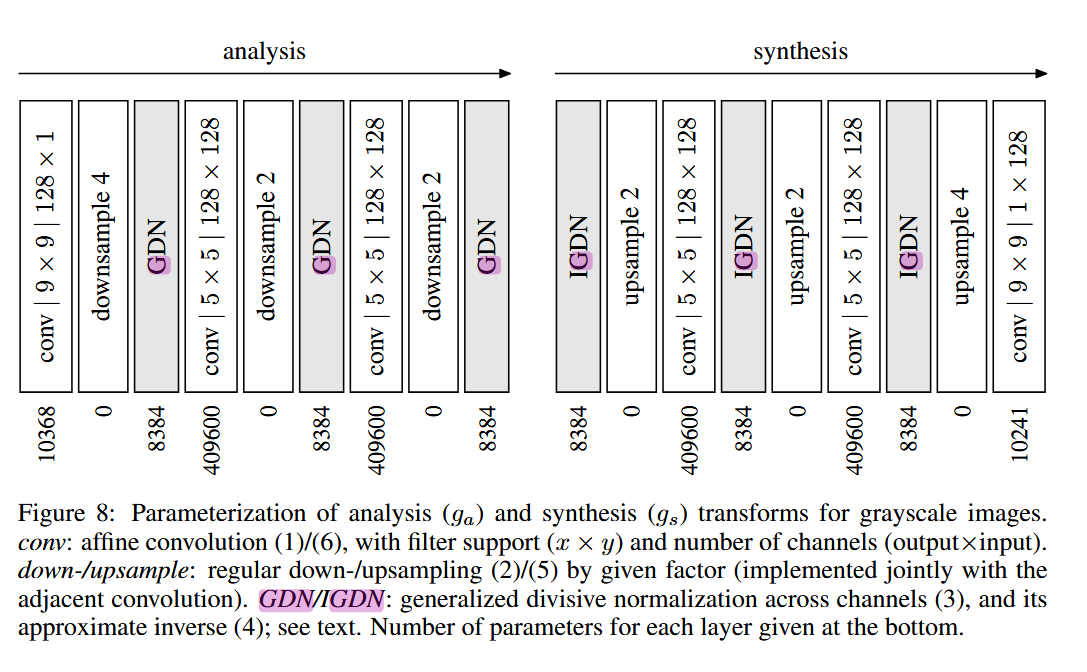 analysis
synthesis
conv | 9 × 9 | 128 × 1
downsample 4
GDN
conv | 5 × 5 | 128 × 128
downsample 2
GDN
conv | 5 × 5 | 128 × 128
downsample 2
GDN
IGDN
upsample 2
conv | 5 × 5 | 128 × 128
IGDN
upsample 2
conv | 5 × 5 | 128 × 128
IGDN
upsample 4
conv | 9 × 9 | 1 × 128
10368
0
8384
409600
0
8384
409600
0
8384
8384
0
409600
8384
0
409600
8384
0
10241
Figure 8: Parameterization of analysis (gₐ) and synthesis (gₛ) transforms for grayscale images.
conv: affine convolution (1)/(6), with filter support (x × y) and number of channels (output×input).
down-/upsample: regular down-/upsampling (2)/(5) by given factor (implemented jointly with the
adjacent convolution). GDN/IGDN: generalized divisive normalization across channels (3), and its
approximate inverse (4); see text. Number of parameters for each layer given at the bottom.